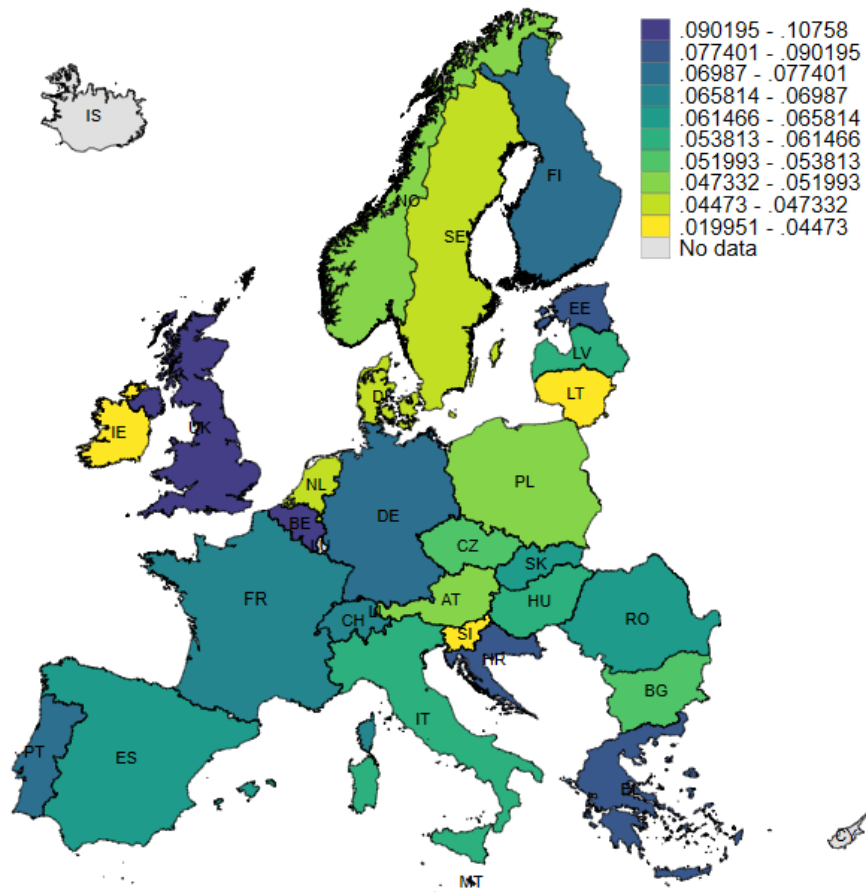 .090195 - .10758
.077401 - .090195
.06987 - .077401
.065814 - .06987
.061466 - .065814
.053813 - .061466
.051993 - .053813
.047332 - .051993
.04473 - .047332
.019951 - .04473
No data
IS
FI
NO
SE
EE
LV
LT
DK
IE
UK
NL
PL
BE
DE
CZ
SK
FR
AT
HU
CH
RO
SI
HR
BG
IT
PT
ES
EL
MT